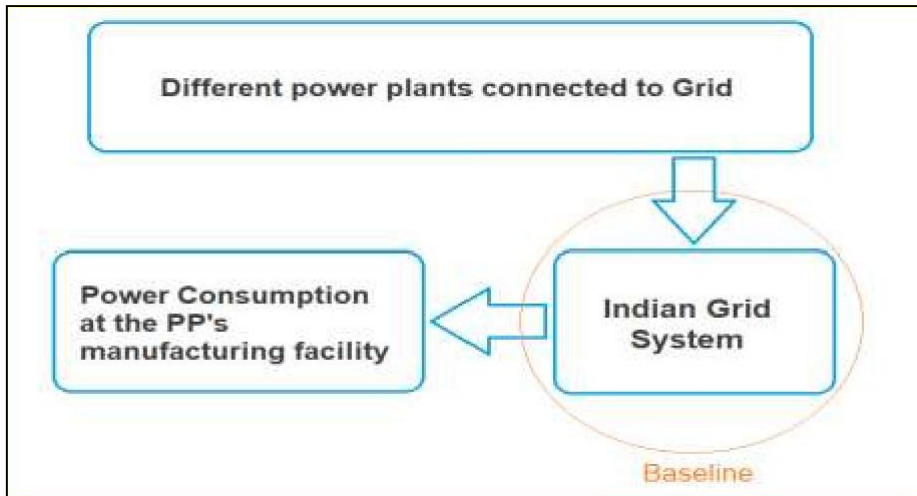 Different power plants connected to Grid
Power Consumption
at the PP's
manufacturing facility
Indian Grid
System
Baseline